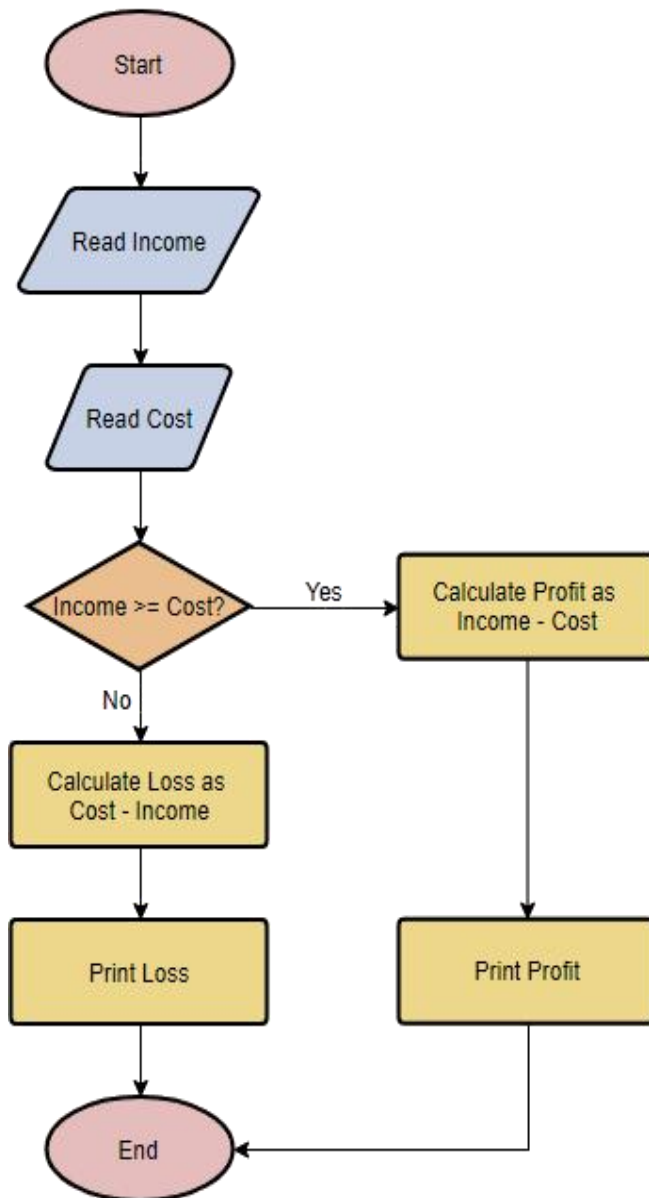 Start
Read Income
Read Cost
Income >= Cost?
Yes
Calculate Profit as
Income - Cost
No
Calculate Loss as
Cost - Income
Print Loss
Print Profit
End